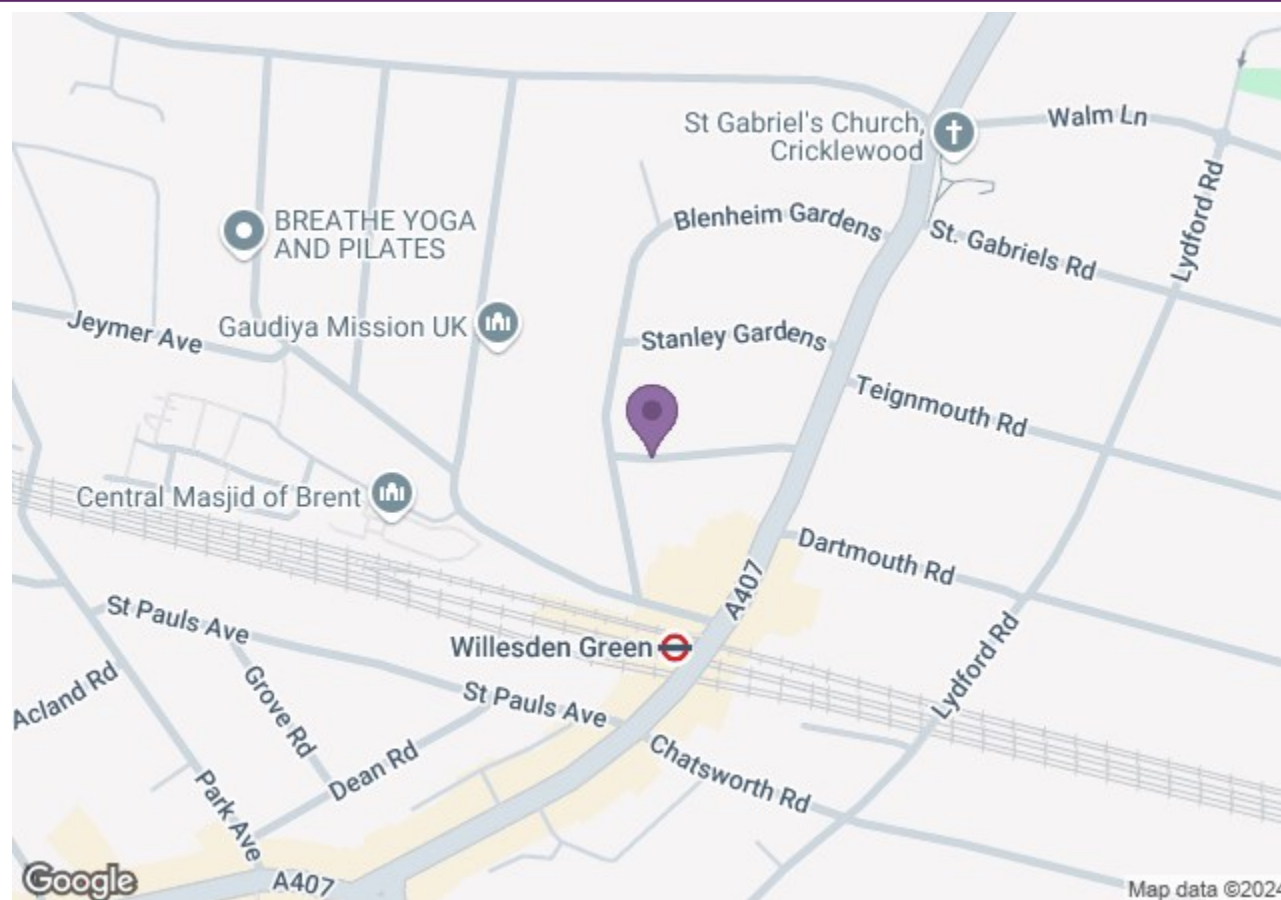 St Gabriel's Church,
Cricklewood
Walm Ln
Lydford Rd
BREATHE YOGA
AND PILATES
Blenheim Gardens
St. Gabriels Rd
Jeymer Ave
Gaudiya Mission UK
Stanley Gardens
Teignmouth Rd
Central Masjid of Brent
Dartmouth Rd
A407
St Pauls Ave
Willesden Green
Lydford Rd
Acland Rd
Grove Rd
St Pauls Ave
Dean Rd
Chatsworth Rd
Park Ave
A407
Google
Map data ©2024